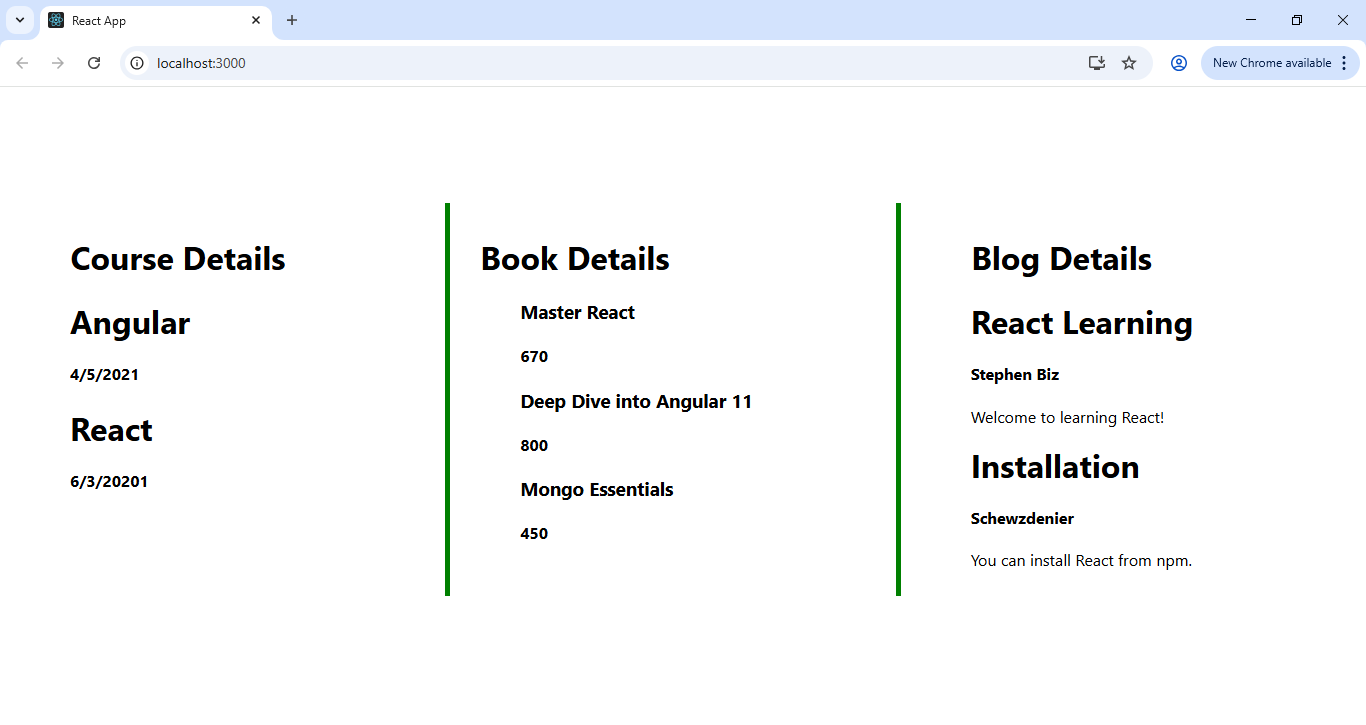 React App
localhost:3000
New Chrome available
Course Details
Angular
4/5/2021
React
6/3/20201
Book Details
Master React
670
Deep Dive into Angular 11
800
Mongo Essentials
450
Blog Details
React Learning
Stephen Biz
Welcome to learning React!
Installation
Schewzdenier
You can install React from npm.